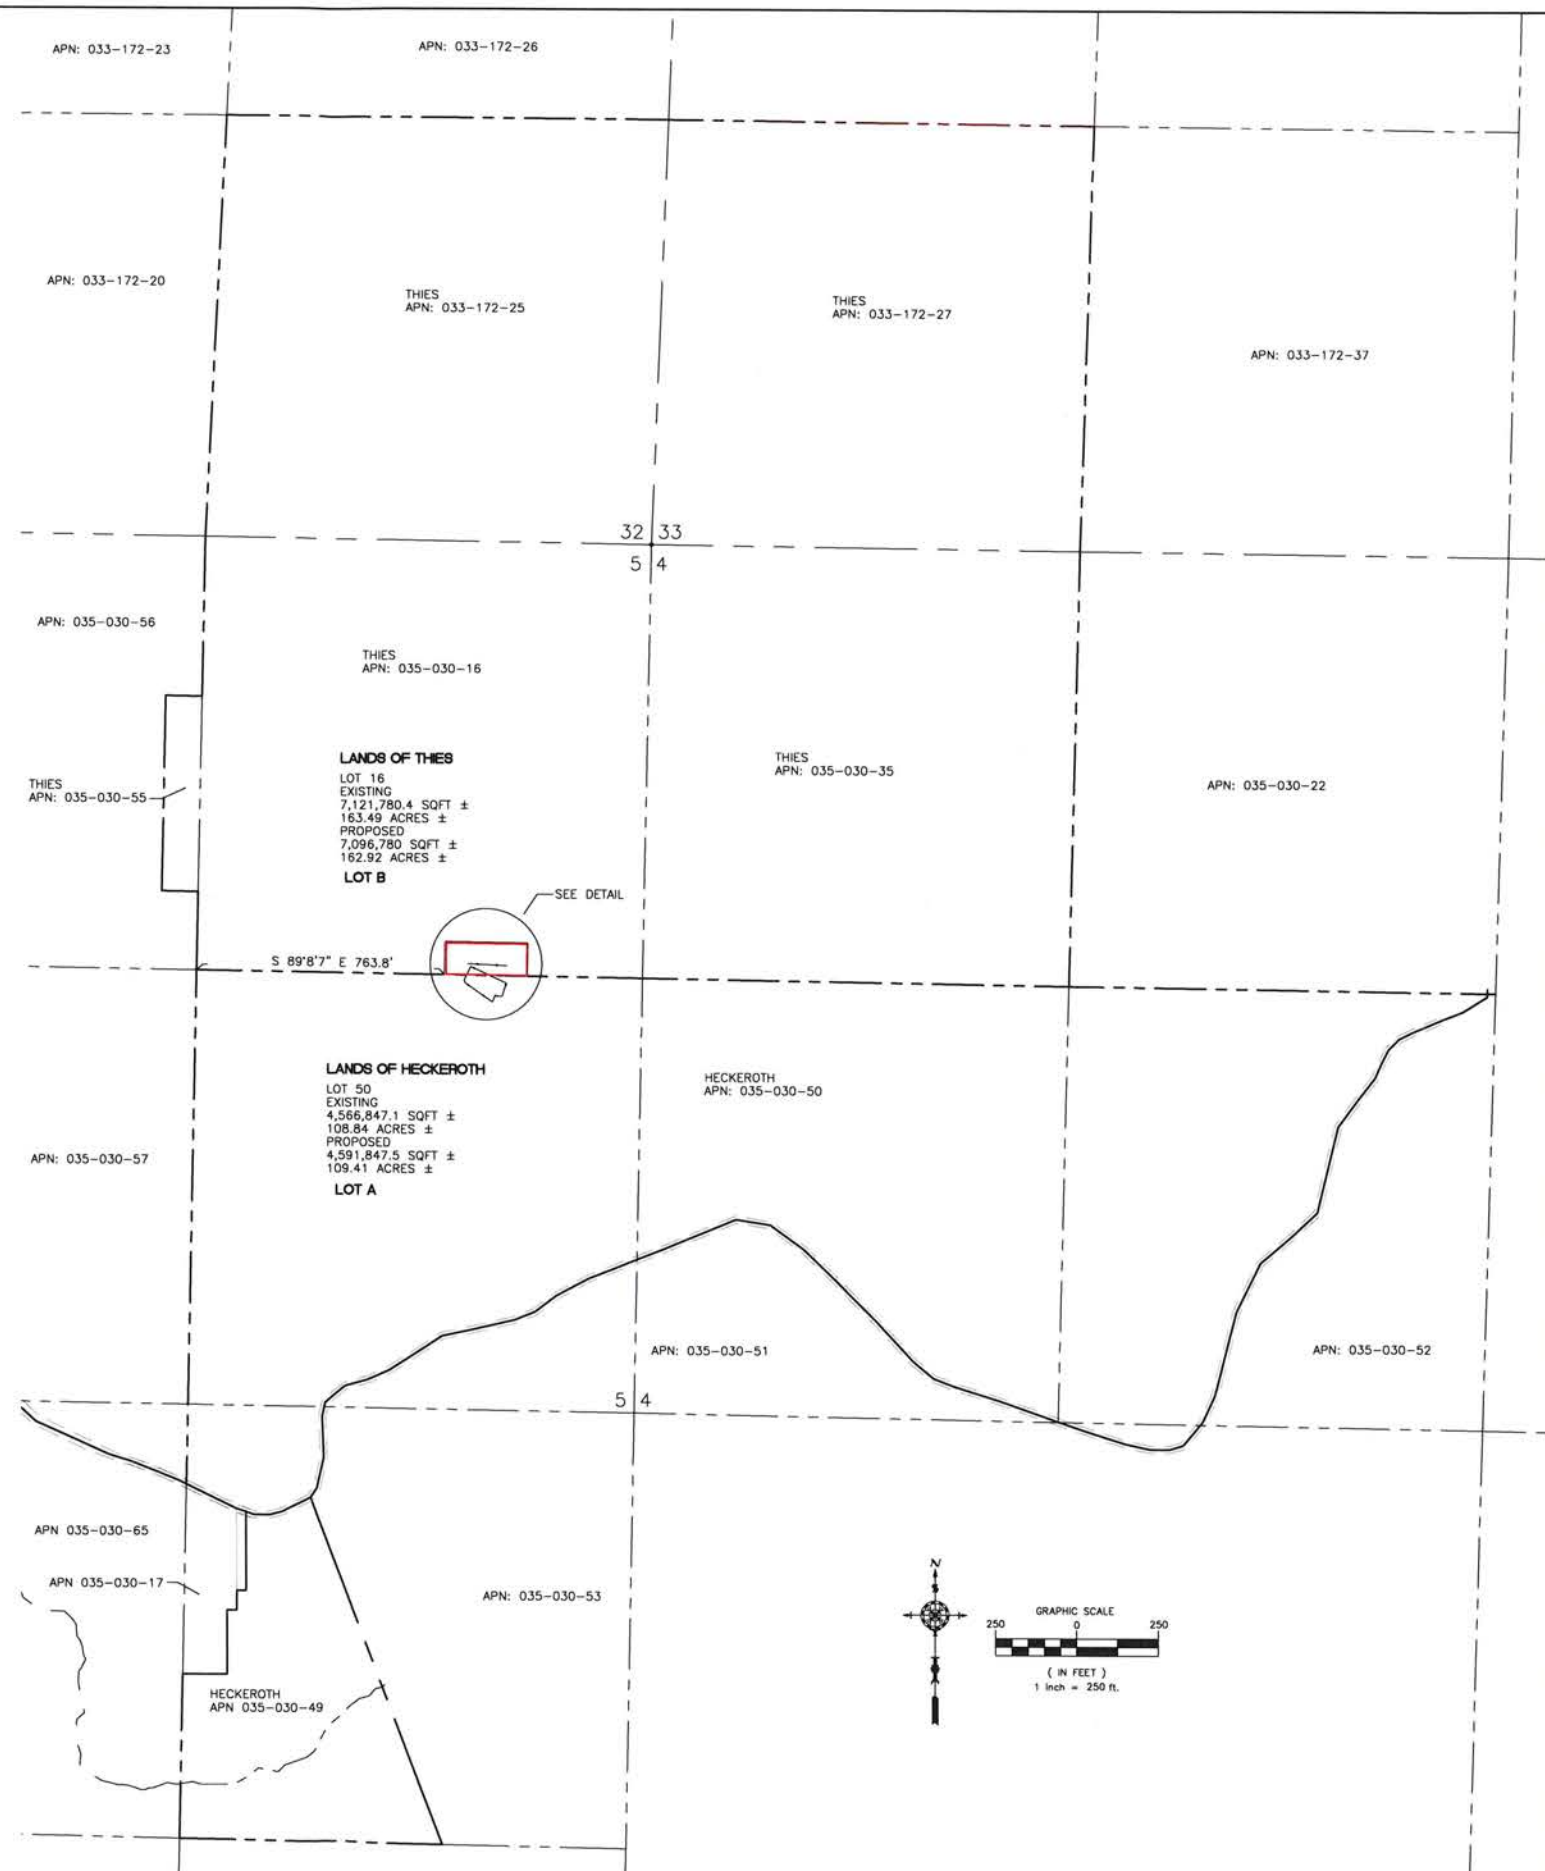 APN: 033-172-23
APN: 033-172-26
APN: 033-172-20
THIES
APN: 033-172-25
THIES
APN: 033-172-27
APN: 033-172-37
32 33
5 4
APN: 035-030-56
THIES
APN: 035-030-16
LANDS OF THIES
LOT 16
EXISTING
7,121,780.4 SQFT ±
163.49 ACRES ±
PROPOSED
7,096,780 SQFT ±
162.92 ACRES ±
LOT B
THIES
APN: 035-030-55
THIES
APN: 035-030-35
APN: 035-030-22
SEE DETAIL
S 89°8'7" E 763.8'
LANDS OF HECKEROTH
LOT 50
EXISTING
4,566,847.1 SQFT ±
108.84 ACRES ±
PROPOSED
4,591,847.5 SQFT ±
109.41 ACRES ±
LOT A
HECKEROTH
APN: 035-030-50
APN: 035-030-57
APN: 035-030-51
APN: 035-030-52
5 4
APN 035-030-65
APN 035-030-17
APN: 035-030-53
HECKEROTH
APN 035-030-49
N
S
GRAPHIC SCALE
250 0 250
( IN FEET )
1 inch = 250 ft.